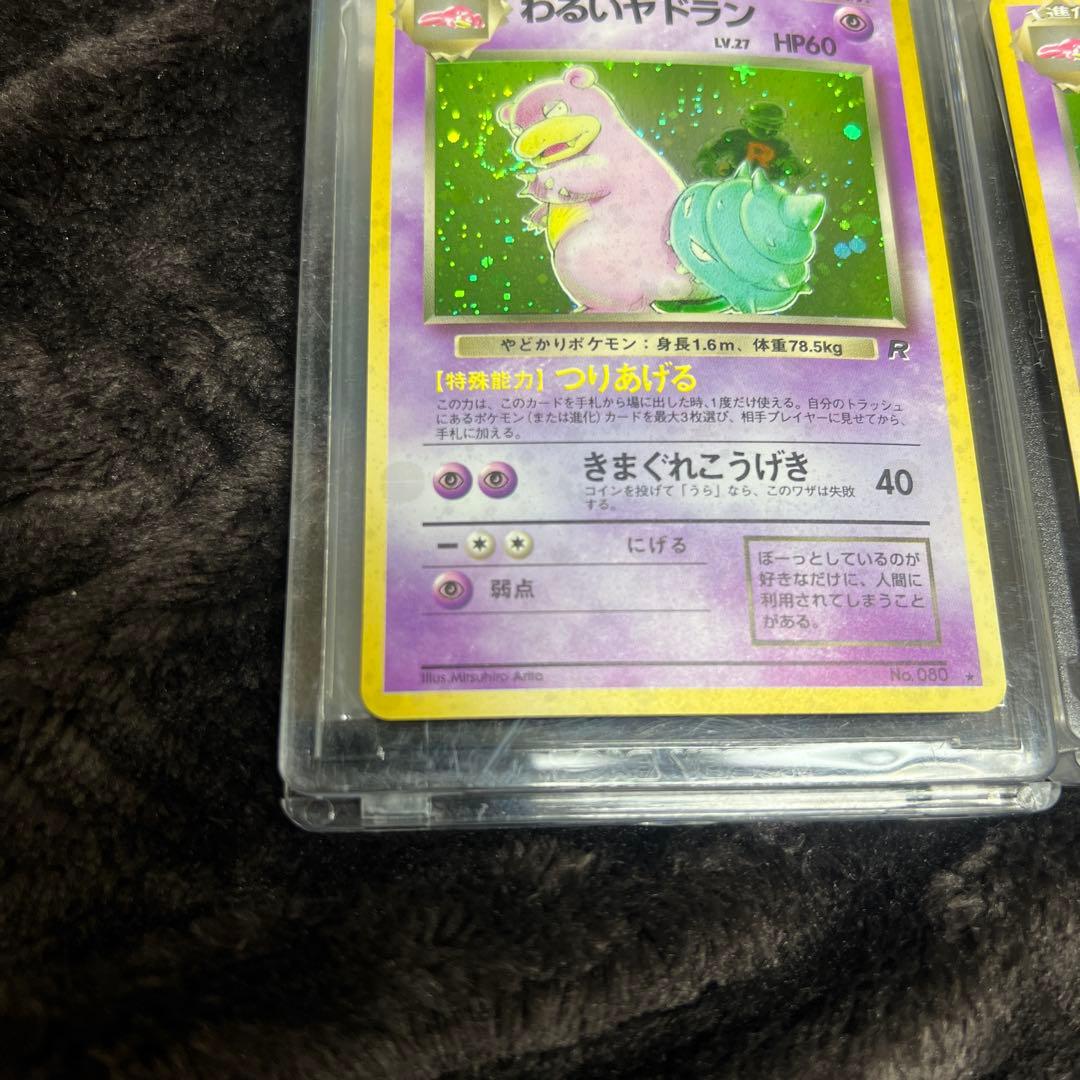 わるいヤドラン
LV.27 HP60
R
やどかりポケモン：身長1.6m、体重78.5kg R
【特殊能力】つりあげる
この力は、このカードを手札から場に出した時、1度だけ使える。自分のトラッシュ
にあるポケモン（または進化）カードを最大3枚選び、相手プレイヤーに見せてから、
手札に加える。
きまぐれこうげき 40
コインを投げて「うら」なら、このワザは失敗
する。
にげる
弱点
ぼーっとしているのが
好きなだけに、人間に
利用されてしまうこと
がある。
Illus.Mitsuhiro Arita No.080 ★